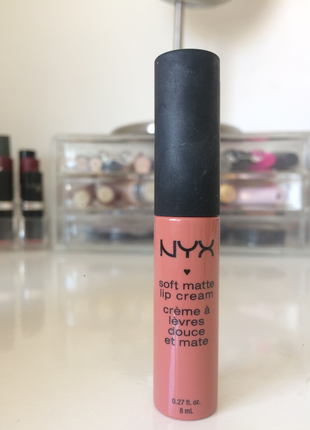 NYX
soft matte
lip cream
crème à
lèvres
douce
et mate
0.27 fl. oz.
8 ml.